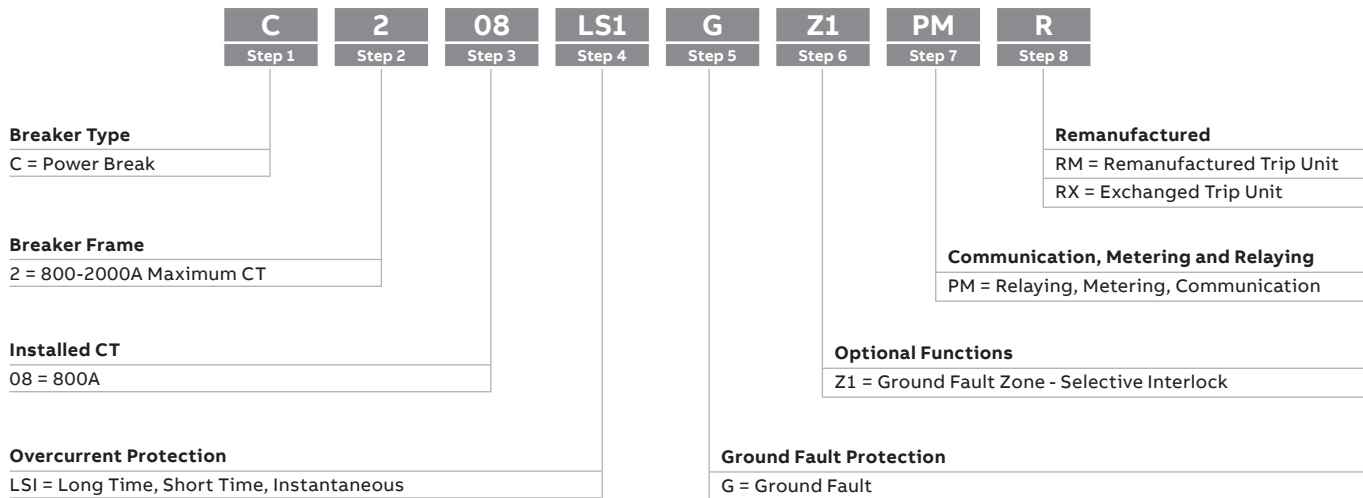 C 2 08 LS1 G Z1 PM R
Step 1 Step 2 Step 3 Step 4 Step 5 Step 6 Step 7 Step 8
Breaker Type
C = Power Break
Remanufactured
RM = Remanufactured Trip Unit
RX = Exchanged Trip Unit
Breaker Frame
2 = 800-2000A Maximum CT
Communication, Metering and Relaying
PM = Relaying, Metering, Communication
Installed CT
08 = 800A
Optional Functions
Z1 = Ground Fault Zone - Selective Interlock
Overcurrent Protection
LSI = Long Time, Short Time, Instantaneous
Ground Fault Protection
G = Ground Fault